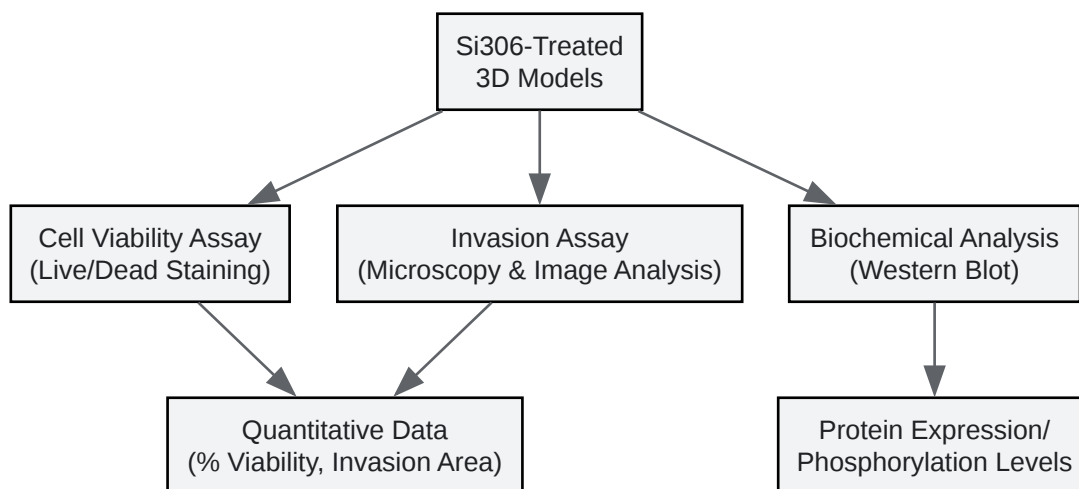 Si306-Treated
3D Models
Cell Viability Assay
(Live/Dead Staining)
Invasion Assay
(Microscopy & Image Analysis)
Biochemical Analysis
(Western Blot)
Quantitative Data
(% Viability, Invasion Area)
Protein Expression/
Phosphorylation Levels